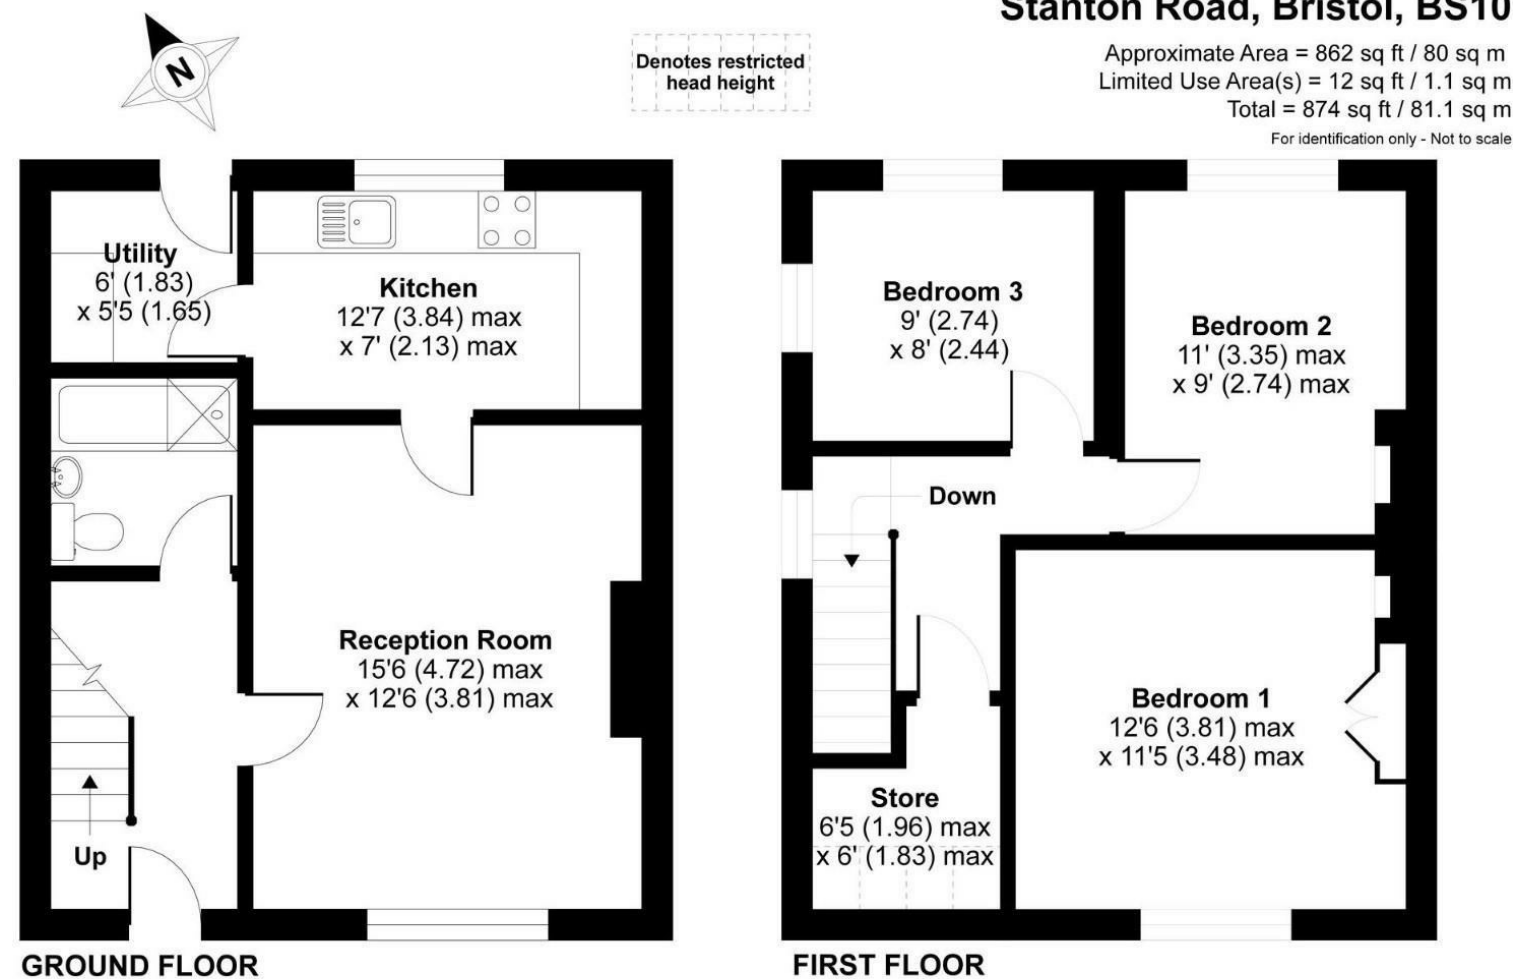 Stanton Road, Bristol, BS10
Approximate Area = 862 sq ft / 80 sq m
Limited Use Area(s) = 12 sq ft / 1.1 sq m
Total = 874 sq ft / 81.1 sq m
For identification only - Not to scale
N
Denotes restricted
head height
Utility
6' (1.83)
x 5'5 (1.65)
Kitchen
12'7 (3.84) max
x 7' (2.13) max
Reception Room
15'6 (4.72) max
x 12'6 (3.81) max
Up
GROUND FLOOR
Bedroom 3
9' (2.74)
x 8' (2.44)
Bedroom 2
11' (3.35) max
x 9' (2.74) max
Down
Bedroom 1
12'6 (3.81) max
x 11'5 (3.48) max
Store
6'5 (1.96) max
x 6' (1.83) max
FIRST FLOOR